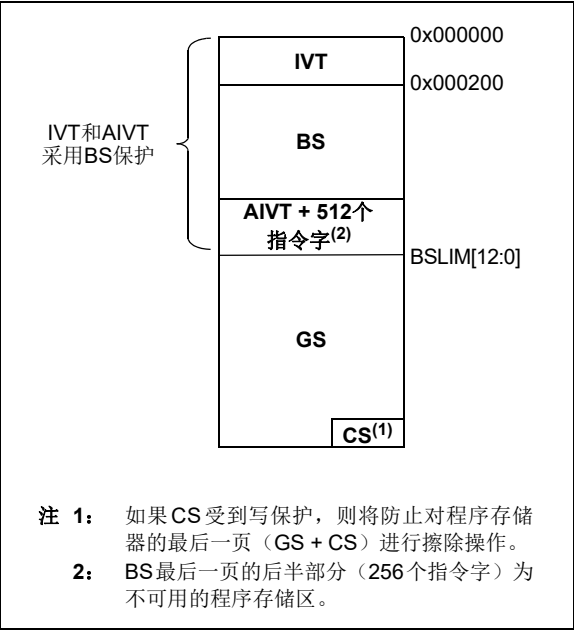 0x000000
IVT
0x000200
IVT和AIVT
采用BS保护
BS
AIVT + 512个
指令字(2)
BSLIM[12:0]
GS
CS(1)
注 1： 如果CS受到写保护，则将防止对程序存储
器的最后一页（GS + CS）进行擦除操作。
2： BS最后一页的后半部分（256个指令字）为
不可用的程序存储区。